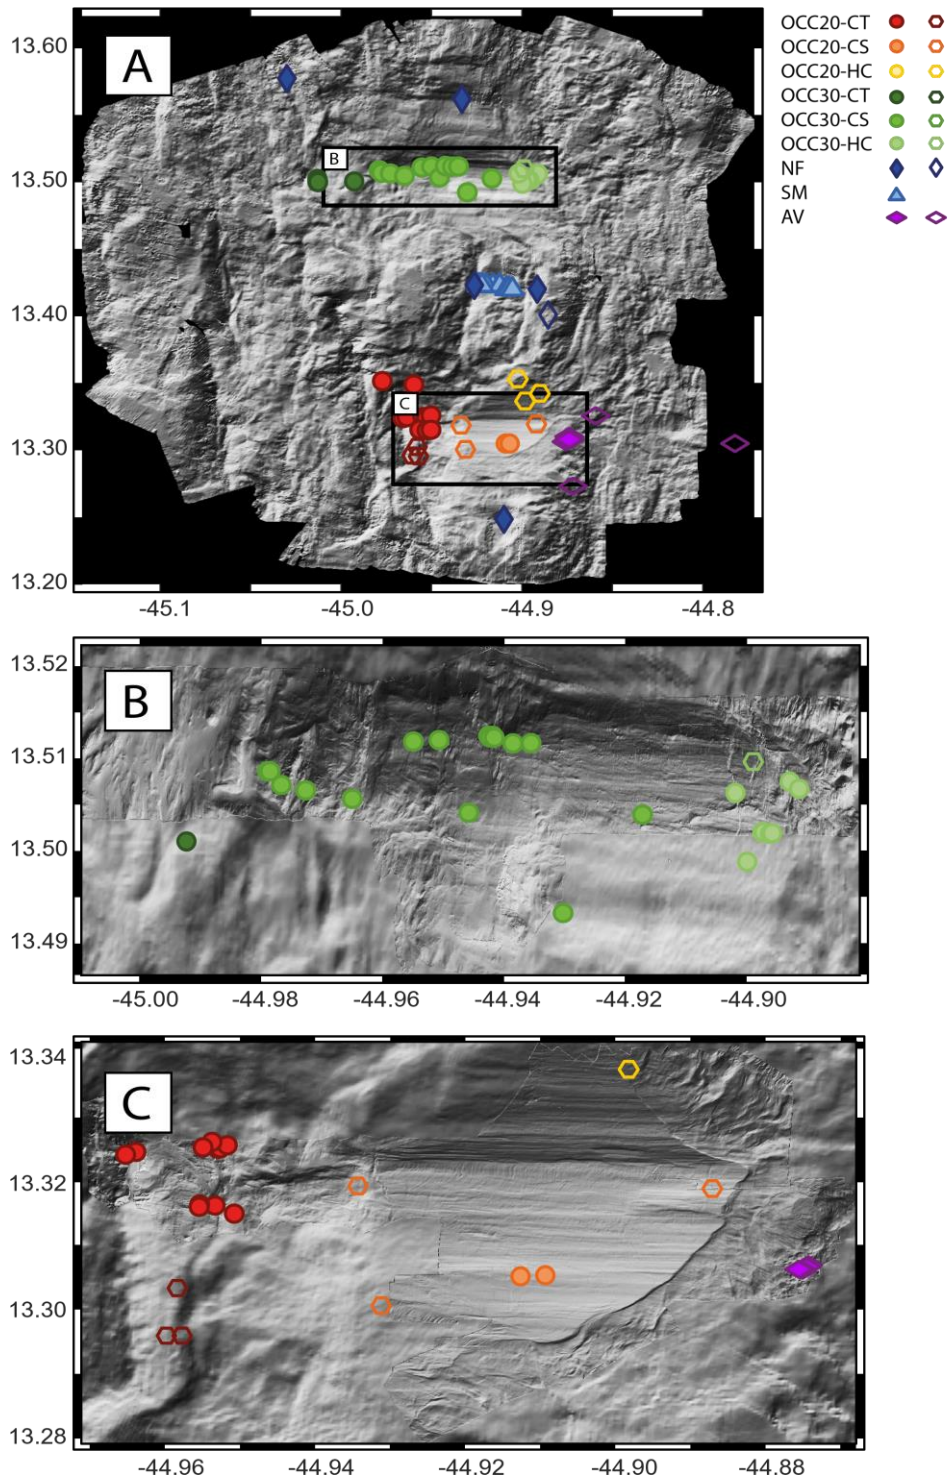 A
13.60
13.50
13.40
13.30
13.20
B
C
-45.1
-45.0
-44.9
-44.8
OCC20-CT
OCC20-CS
OCC20-HC
OCC30-CT
OCC30-CS
OCC30-HC
NF
SM
AV
B
13.52
13.51
13.50
13.49
-45.00
-44.98
-44.96
-44.94
-44.92
-44.90
C
13.34
13.32
13.30
13.28
-44.96
-44.94
-44.92
-44.90
-44.88